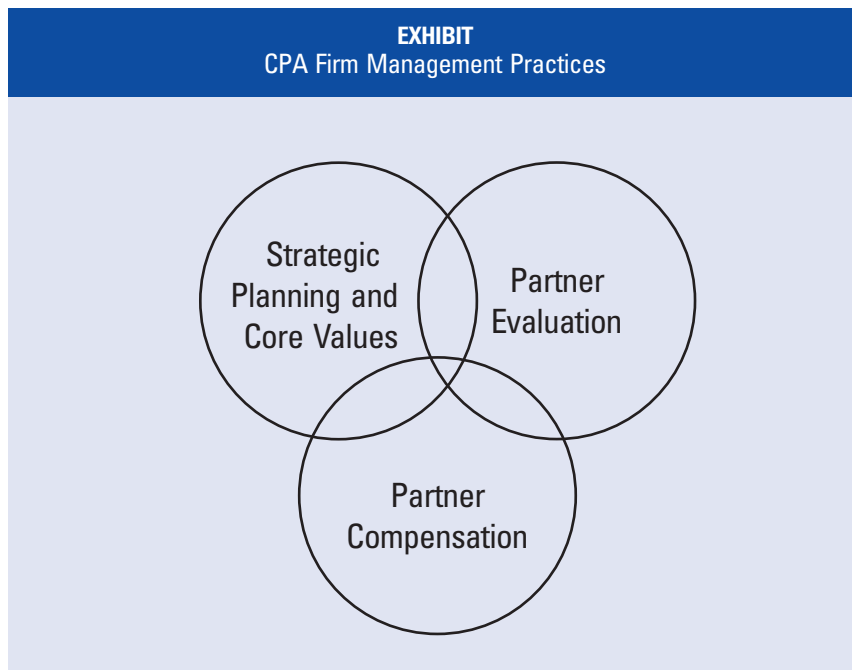 EXHIBIT
CPA Firm Management Practices
Strategic
Planning and
Core Values
Partner
Evaluation
Partner
Compensation